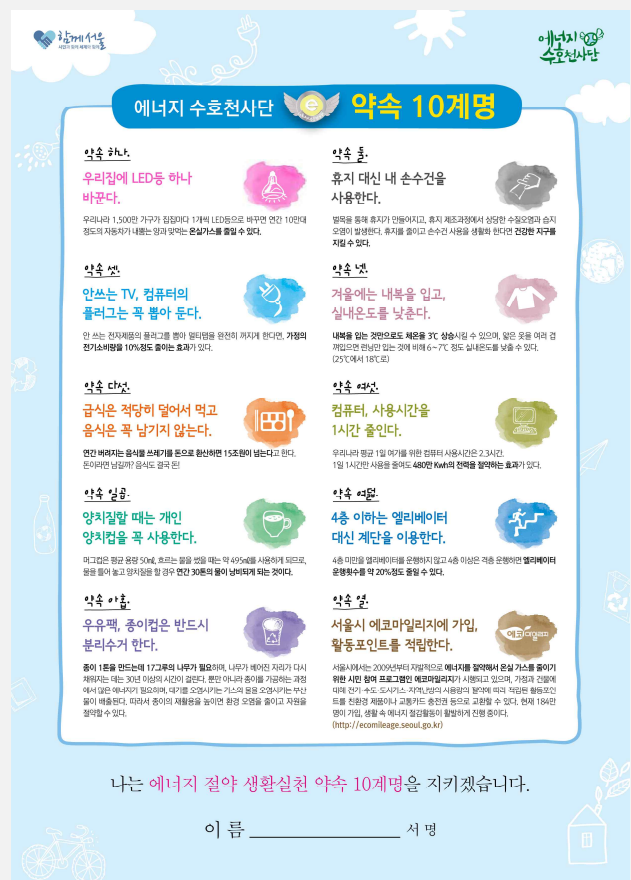 함께서울
시민과 함께 세계와 함께
에너지
수호천사단
에너지 수호천사단 e 약속 10계명
약속 하나.
우리집에 LED등 하나
바꾼다.
우리나라 1,500만 가구가 집집마다 1개씩 LED등으로 바꾸면 연간 10만대
정도의 자동차가 내뿜는 양과 맞먹는 온실가스를 줄일 수 있다.
약속 둘.
휴지 대신 내 손수건을
사용한다.
벌목을 통해 휴지가 만들어지고, 휴지 제조과정에서 상당한 수질오염과 습지
오염이 발생한다. 휴지를 줄이고 손수건 사용을 생활화 한다면 건강한 지구를
지킬 수 있다.
약속 셋.
안쓰는 TV, 컴퓨터의
플러그는 꼭 뽑아 둔다.
안 쓰는 전자제품의 플러그를 뽑아 멀티탭을 완전히 꺼지게 한다면, 가정의
전기소비량을 10%정도 줄이는 효과가 있다.
약속 넷.
겨울에는 내복을 입고,
실내온도를 낮춘다.
내복을 입는 것만으로도 체온을 3℃ 상승시킬 수 있으며, 얇은 옷을 여러 겹
껴입으면 런닝만 입는 것에 비해 6~7℃ 정도 실내온도를 낮출 수 있다.
(25℃에서 18℃로)
약속 다섯.
급식은 적당히 덜어서 먹고
음식은 꼭 남기지 않는다.
연간 버려지는 음식물 쓰레기를 돈으로 환산하면 15조원이 넘는다고 한다.
돈이라면 남길까? 음식도 결국 돈!
약속 여섯.
컴퓨터, 사용시간을
1시간 줄인다.
우리나라 평균 1일 여가를 위한 컴퓨터 사용시간은 2.3시간.
1일 1시간만 사용을 줄여도 480만 Kwh의 전력을 절약하는 효과가 있다.
약속 일곱.
양치질할 때는 개인
양치컵을 꼭 사용한다.
머그컵은 평균 용량 50㎖, 흐르는 물을 썼을 때는 약 495㎖를 사용하게 되므로,
물을 틀어 놓고 양치질을 할 경우 연간 30톤의 물이 낭비되게 되는 것이다.
약속 여덟.
4층 이하는 엘리베이터
대신 계단을 이용한다.
4층 미만을 엘리베이터를 운행하지 않고 4층 이상은 격층 운행하면 엘리베이터
운행횟수를 약 20%정도 줄일 수 있다.
약속 아홉.
우유팩, 종이컵은 반드시
분리수거 한다.
종이 1톤을 만드는데 17그루의 나무가 필요하며, 나무가 베어진 자리가 다시
채워지는 데는 30년 이상의 시간이 걸린다. 뿐만 아니라 종이를 가공하는 과정
에서 많은 에너지가 필요하며, 대기를 오염시키는 가스와 물을 오염시키는 부산
물이 배출된다. 따라서 종이의 재활용을 높이면 환경 오염을 줄이고 자원을
절약할 수 있다.
약속 열.
서울시 에코마일리지에 가입,
활동포인트를 적립한다.
에코마일리지
서울시에서는 2009년부터 자발적으로 에너지를 절약해서 온실 가스를 줄이기
위한 시민 참여 프로그램인 에코마일리지가 시행되고 있으며, 가정과 건물에
대해 전기·수도·도시가스·지역난방의 사용량의 절약에 따라 적립된 활동포인
트를 친환경 제품이나 교통카드 충전권 등으로 교환할 수 있다. 현재 184만
명이 가입, 생활 속 에너지 절감활동이 활발하게 진행 중이다.
(http://ecomileage.seoul.go.kr)
나는 에너지 절약 생활실천 약속 10계명을 지키겠습니다.
이 름 서 명